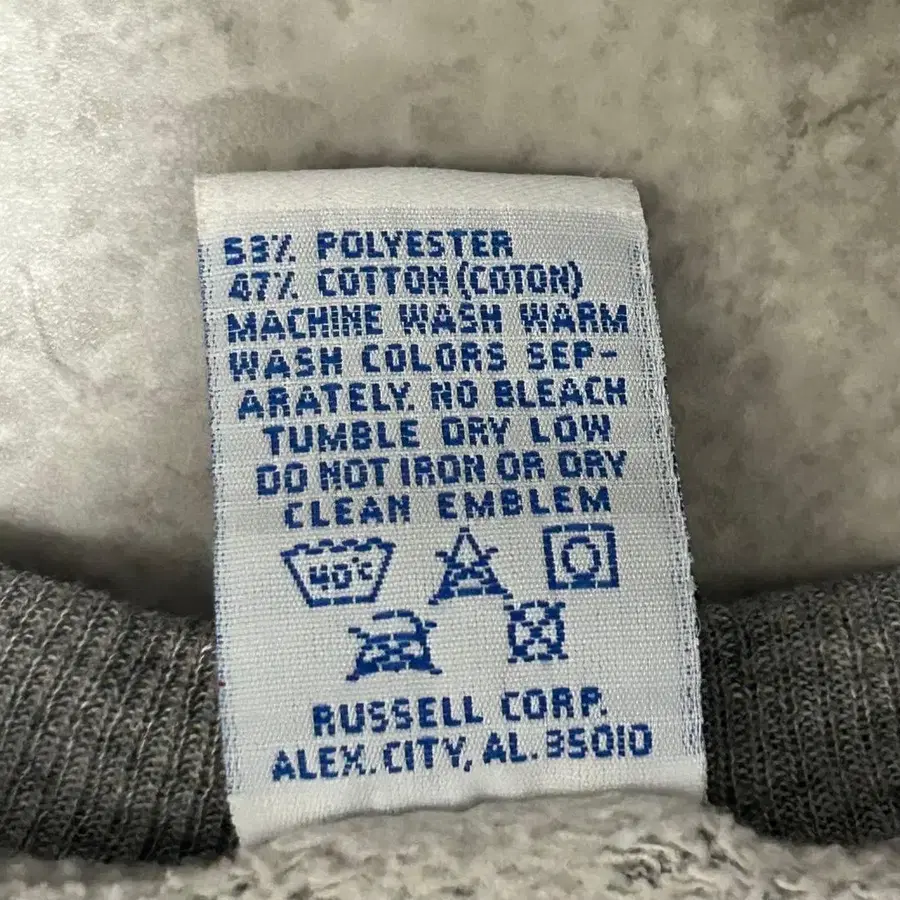 53% POLYESTER
47% COTTON (COTON)
MACHINE WASH WARM
WASH COLORS SEP-
ARATELY. NO BLEACH
TUMBLE DRY LOW
DO NOT IRON OR DRY
CLEAN EMBLEM
40°C
RUSSELL CORP.
ALEX. CITY, AL. 35010